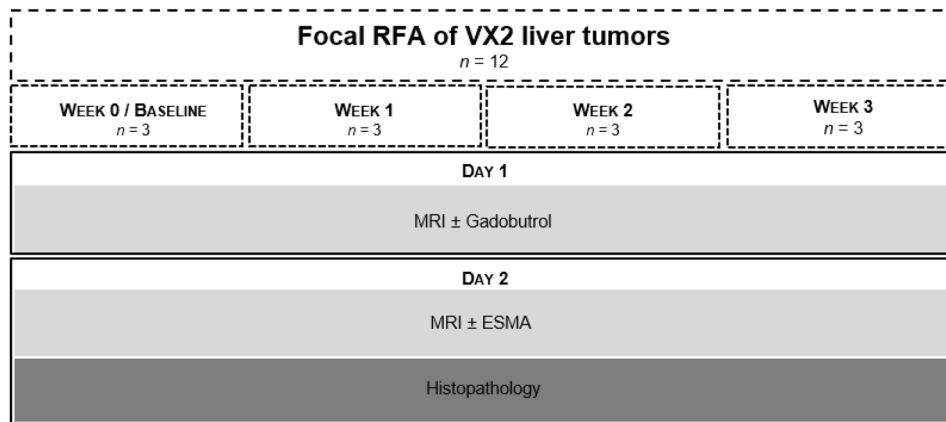 Focal RFA of VX2 liver tumors
n = 12
WEEK 0 / BASELINE
n = 3
WEEK 1
n = 3
WEEK 2
n = 3
WEEK 3
n = 3
DAY 1
MRI ± Gadobutrol
DAY 2
MRI ± ESMA
Histopathology